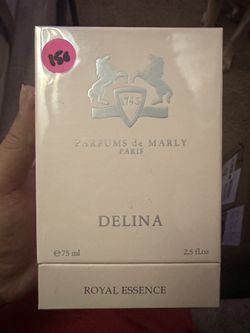 150
1743
PARFUMS de MARLY
PARIS
DELINA
℮75 ml 2.5 fl.oz
ROYAL ESSENCE